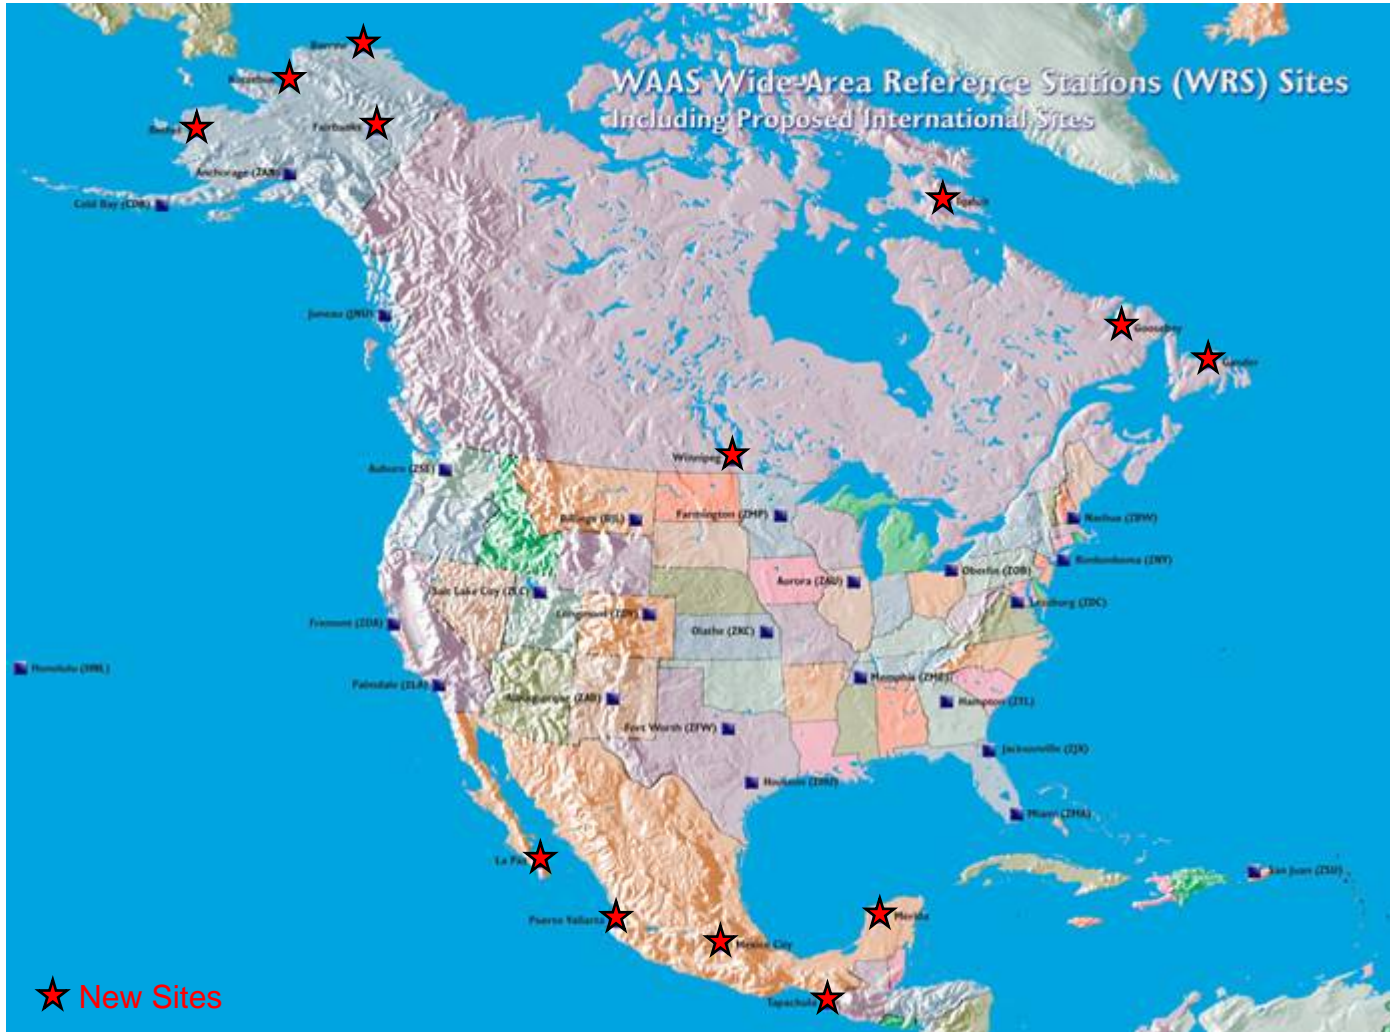 WAAS Wide-Area Reference Stations (WRS) Sites
Including Proposed International Sites
Barrow
Kotzebue
Bethel
Fairbanks
Anchorage (ZAN)
Cold Bay (CDB)
Iqaluit
Juneau (JNU)
Goosebay
Gander
Winnipeg
Auburn (ZSE)
Billings (BIL)
Farmington (ZMP)
Nashua (ZBW)
Ronkonkoma (ZNY)
Oberlin (ZOB)
Aurora (ZAU)
Salt Lake City (ZLC)
Leesburg (ZDC)
Longmont (ZDV)
Fremont (ZOA)
Olathe (ZKC)
Honolulu (HNL)
Memphis (ZME)
Palmdale (ZLA)
Albuquerque (ZAB)
Hampton (ZTL)
Fort Worth (ZFW)
Jacksonville (ZJX)
Houston (ZHU)
Miami (ZMA)
La Paz
San Juan (ZSU)
Puerto Vallarta
Merida
Mexico City
Tapachula
New Sites